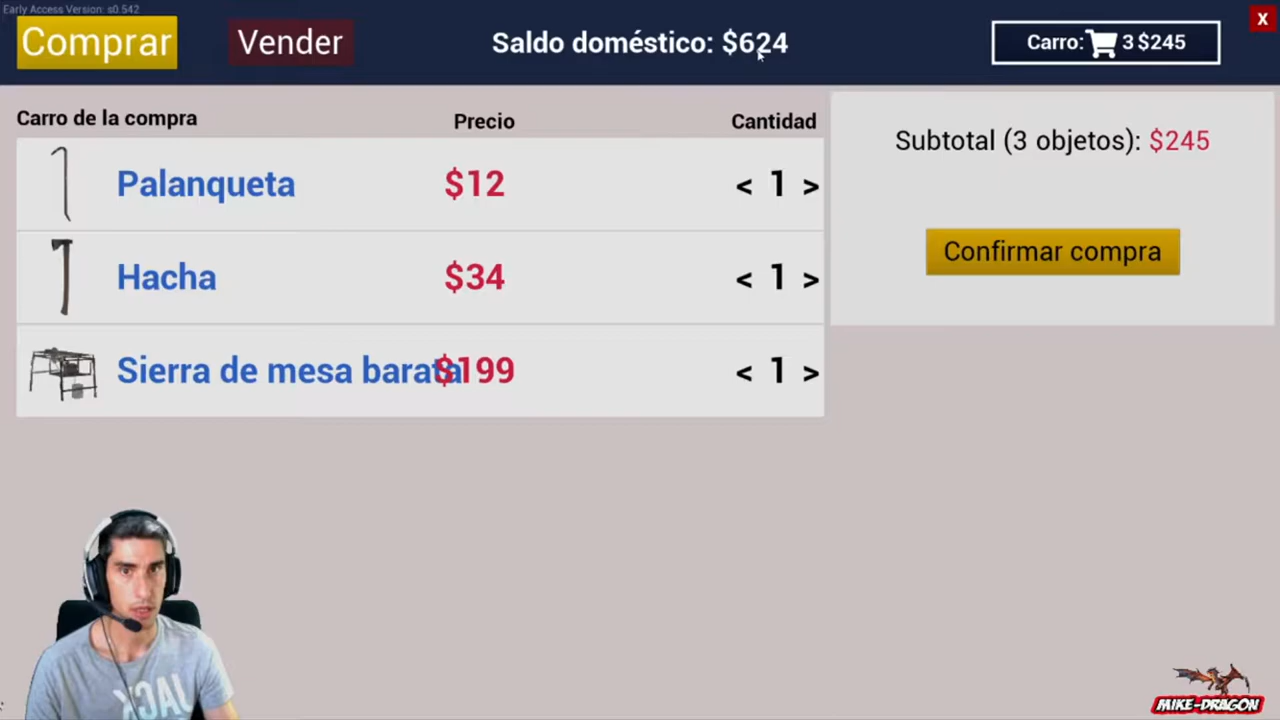 Early Access Version: s0.542
Comprar Vender Saldo doméstico: $624 Carro: 3 $245 X
Carro de la compra Precio Cantidad
Palanqueta $12 < 1 >
Hacha $34 < 1 >
Sierra de mesa barata $199 < 1 >
Subtotal (3 objetos): $245
Confirmar compra
JACK
MIKE-DRAGON